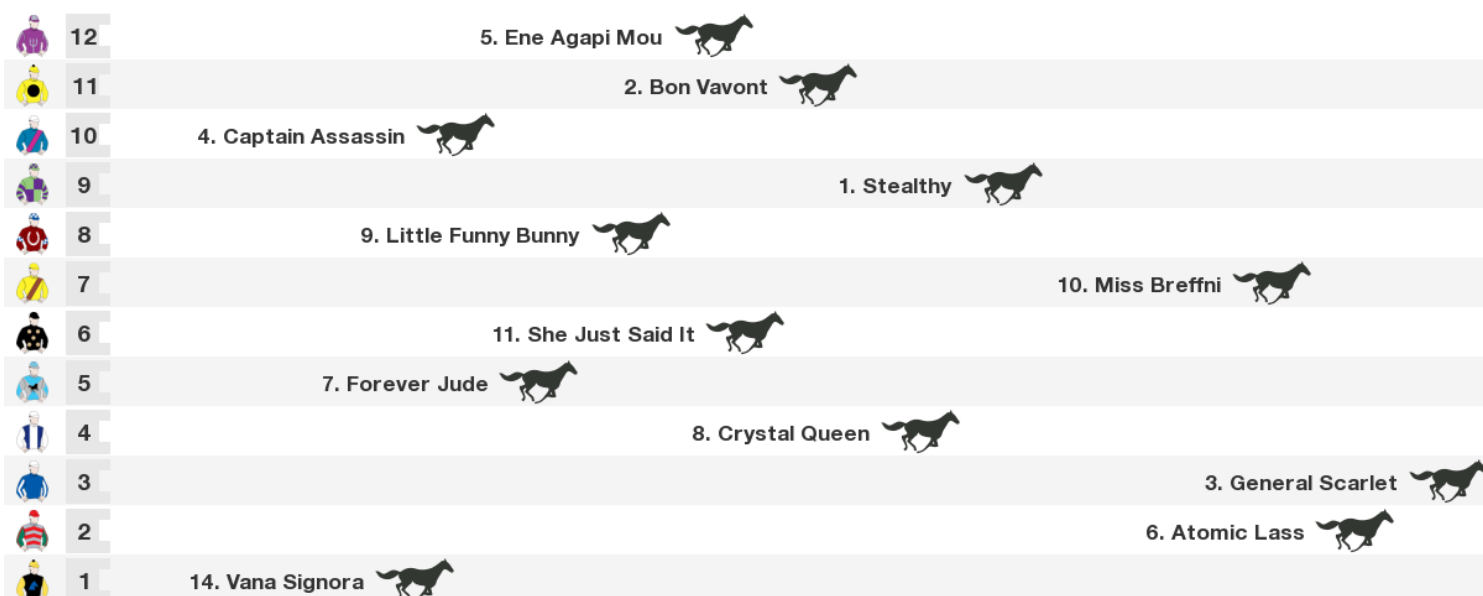 12 5. Ene Agapi Mou
11 2. Bon Vavont
10 4. Captain Assassin
9 1. Stealthy
8 9. Little Funny Bunny
7 10. Miss Breffni
6 11. She Just Said It
5 7. Forever Jude
4 8. Crystal Queen
3 3. General Scarlet
2 6. Atomic Lass
1 14. Vana Signora